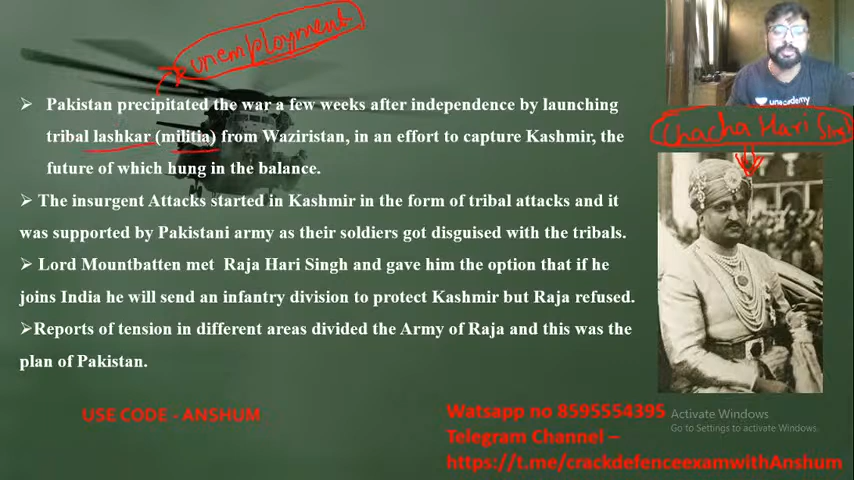 unemployment
➢ Pakistan precipitated the war a few weeks after independence by launching
tribal lashkar (militia) from Waziristan, in an effort to capture Kashmir, the
future of which hung in the balance.
➢ The insurgent Attacks started in Kashmir in the form of tribal attacks and it
was supported by Pakistani army as their soldiers got disguised with the tribals.
➢ Lord Mountbatten met Raja Hari Singh and gave him the option that if he
joins India he will send an infantry division to protect Kashmir but Raja refused.
➢Reports of tension in different areas divided the Army of Raja and this was the
plan of Pakistan.
unacademy
Chacha Hari Singh
USE CODE - ANSHUM
Watsapp no 8595554395
Telegram Channel –
https://t.me/crackdefenceexamwithAnshum
Activate Windows
Go to Settings to activate Windows.